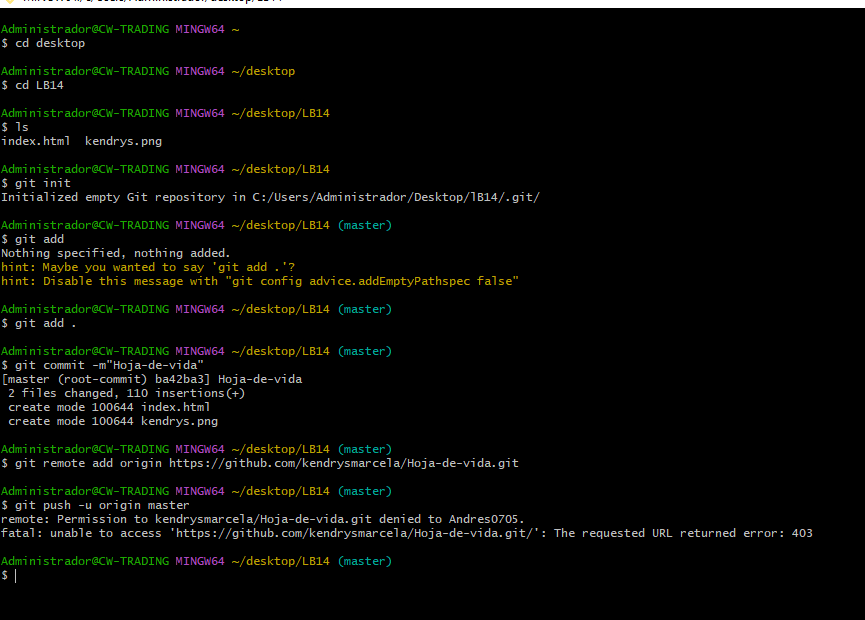 Administrador@CW-TRADING MINGW64 ~
$ cd desktop
Administrador@CW-TRADING MINGW64 ~/desktop
$ cd LB14
Administrador@CW-TRADING MINGW64 ~/desktop/LB14
$ ls
index.html  kendrys.png
Administrador@CW-TRADING MINGW64 ~/desktop/LB14
$ git init
Initialized empty Git repository in C:/Users/Administrador/Desktop/lB14/.git/
Administrador@CW-TRADING MINGW64 ~/desktop/LB14 (master)
$ git add
Nothing specified, nothing added.
hint: Maybe you wanted to say 'git add .'?
hint: Disable this message with "git config advice.addEmptyPathspec false"
Administrador@CW-TRADING MINGW64 ~/desktop/LB14 (master)
$ git add .
Administrador@CW-TRADING MINGW64 ~/desktop/LB14 (master)
$ git commit -m"Hoja-de-vida"
[master (root-commit) ba42ba3] Hoja-de-vida
 2 files changed, 110 insertions(+)
 create mode 100644 index.html
 create mode 100644 kendrys.png
Administrador@CW-TRADING MINGW64 ~/desktop/LB14 (master)
$ git remote add origin https://github.com/kendrysmarcela/Hoja-de-vida.git
Administrador@CW-TRADING MINGW64 ~/desktop/LB14 (master)
$ git push -u origin master
remote: Permission to kendrysmarcela/Hoja-de-vida.git denied to Andres0705.
fatal: unable to access 'https://github.com/kendrysmarcela/Hoja-de-vida.git/': The requested URL returned error: 403
Administrador@CW-TRADING MINGW64 ~/desktop/LB14 (master)
$